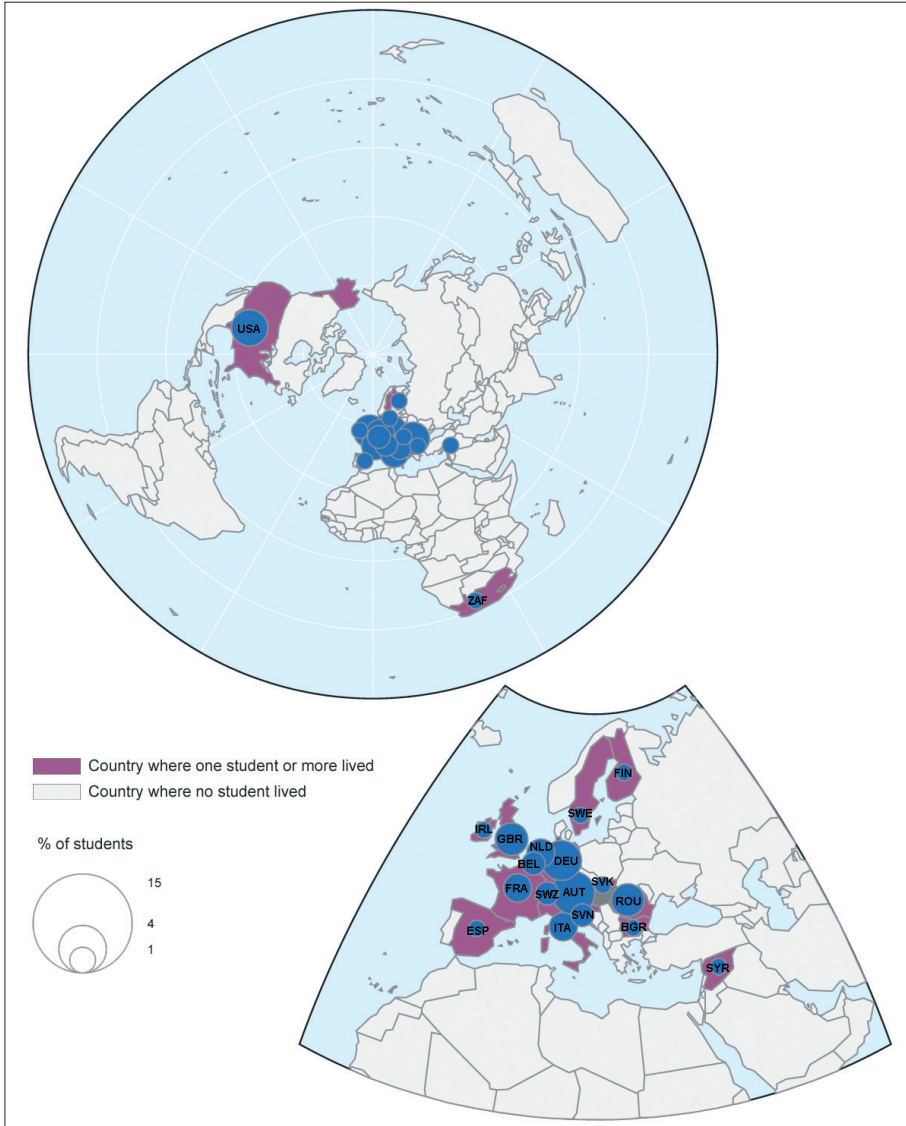 USA
ZAF
Country where one student or more lived
Country where no student lived
% of students
15
4
1
FIN
SWE
IRL
GBR
NLD
DEU
BEL
SVK
FRA
SWZ
AUT
ROU
SVN
ESP
ITA
BGR
SYR